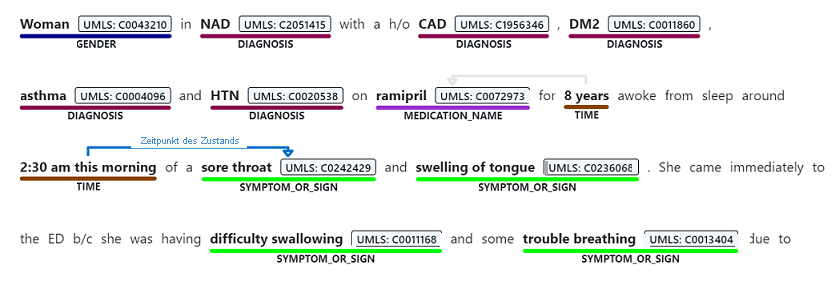 Woman UMLS: C0043210 in NAD UMLS: C2051415 with a h/o CAD UMLS: C1956346 , DM2 UMLS: C0011860 ,
GENDER DIAGNOSIS DIAGNOSIS DIAGNOSIS
asthma UMLS: C0004096 and HTN UMLS: C0020538 on ramipril UMLS: C0072973 for 8 years awoke from sleep around
DIAGNOSIS DIAGNOSIS MEDICATION_NAME TIME
Zeitpunkt des Zustands
2:30 am this morning of a sore throat UMLS: C0242429 and swelling of tongue UMLS: C0236068 . She came immediately to
TIME SYMPTOM_OR_SIGN SYMPTOM_OR_SIGN
the ED b/c she was having difficulty swallowing UMLS: C0011168 and some trouble breathing UMLS: C0013404 due to
SYMPTOM_OR_SIGN SYMPTOM_OR_SIGN